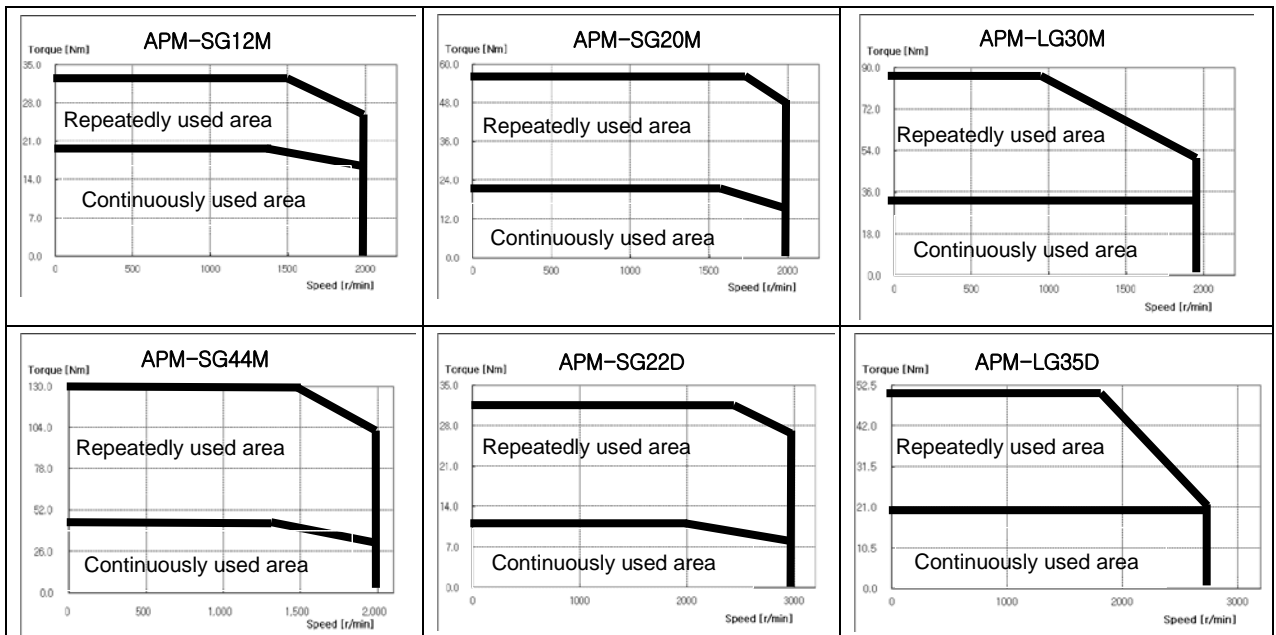 APM-SG12M
Torque [Nm]
35.0
28.0
Repeatedly used area
21.0
14.0
Continuously used area
7.0
0.0
0 500 1000 1500 2000
Speed [r/min]
APM-SG20M
Torque [Nm]
60.0
48.0
Repeatedly used area
36.0
24.0
12.0
Continuously used area
0.0
0 500 1000 1500 2000
Speed [r/min]
APM-LG30M
Torque [Nm]
90.0
72.0
Repeatedly used area
54.0
36.0
18.0
Continuously used area
0.0
0 500 1000 1500 2000
Speed [r/min]
APM-SG44M
Torque [Nm]
130.0
104.0
Repeatedly used area
78.0
52.0
26.0
Continuously used area
0.0
0 500 1.000 1.500 2.000
Speed [r/min]
APM-SG22D
Torque [Nm]
35.0
28.0
Repeatedly used area
21.0
14.0
7.0
Continuously used area
0.0
0 1000 2000 3000
Speed [r/min]
APM-LG35D
Torque [Nm]
52.5
42.0
Repeatedly used area
31.5
21.0
10.5
Continuously used area
0.0
0 1000 2000 3000
Speed [r/min]